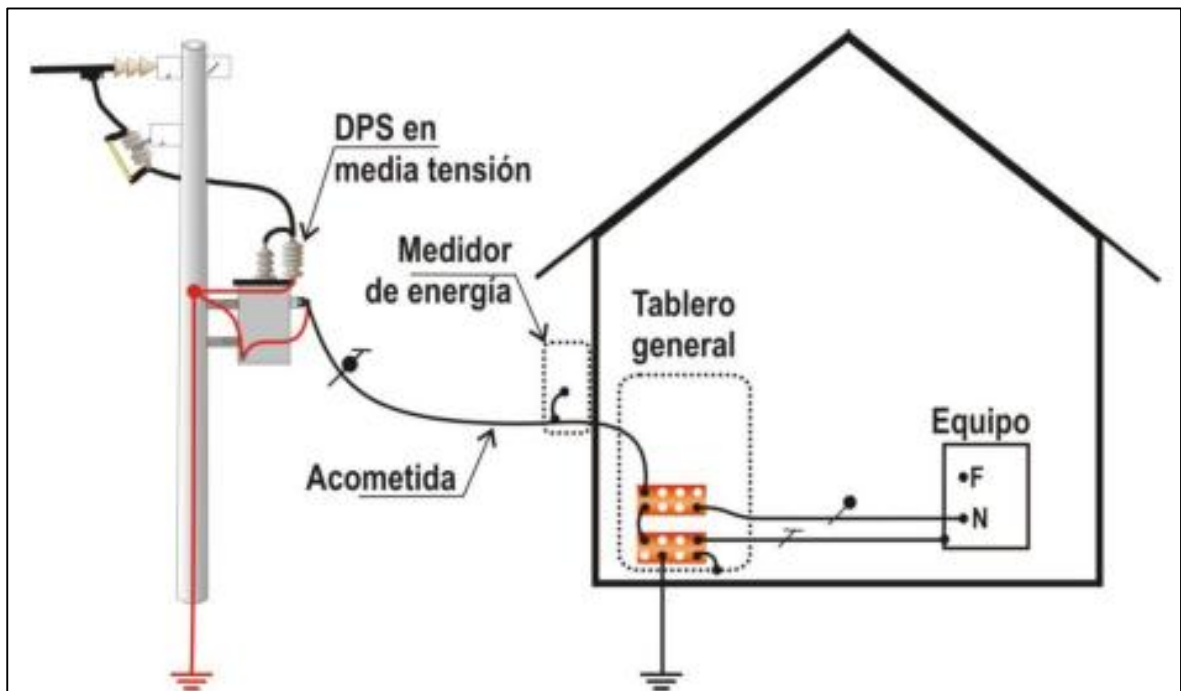 DPS en
media tensión
Medidor
de energía
Tablero
general
Equipo
F
N
Acometida